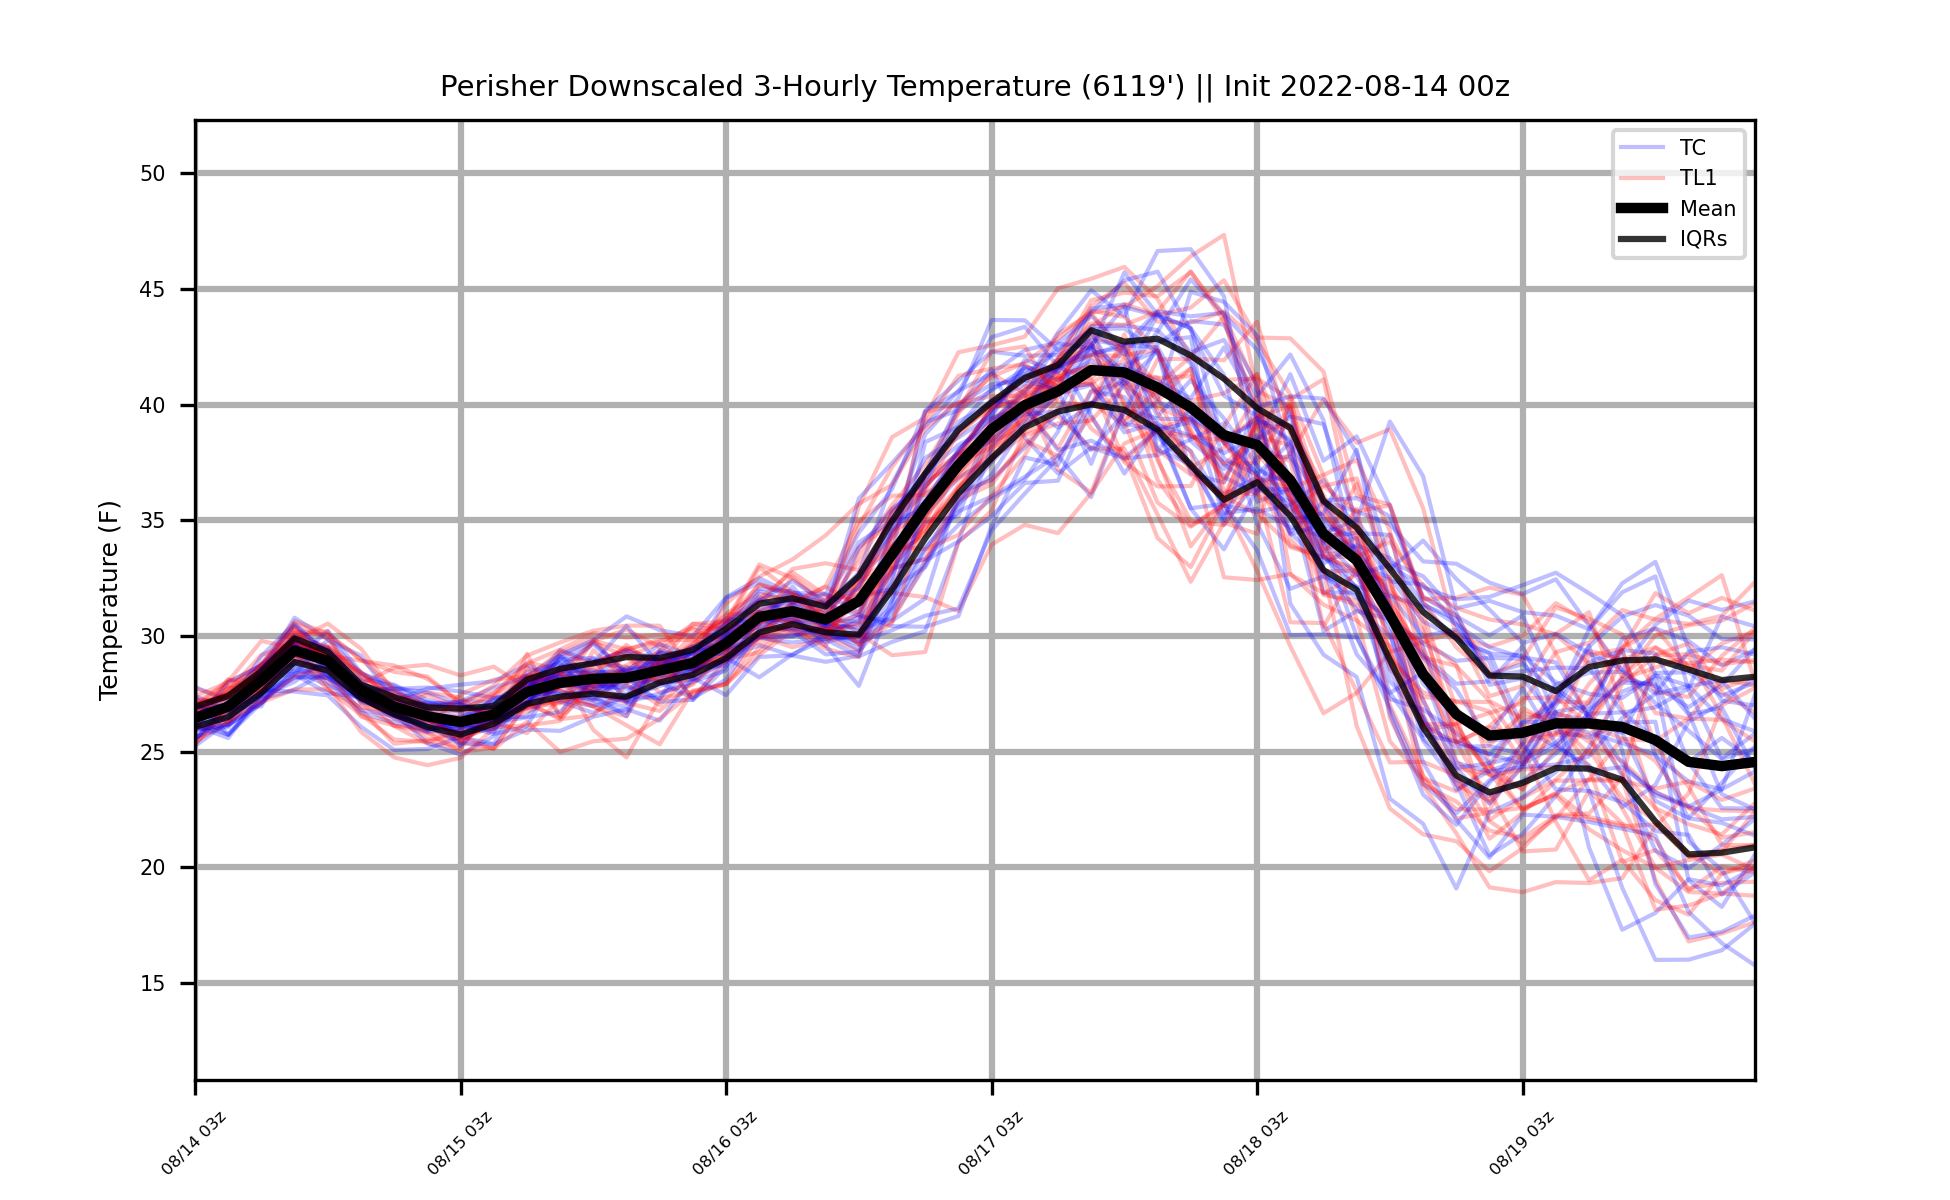 Perisher Downscaled 3-Hourly Temperature (6119') || Init 2022-08-14 00z
TC
TL1
Mean
IQRs
Temperature (F)
50
45
40
35
30
25
20
15
08/14 03z
08/15 03z
08/16 03z
08/17 03z
08/18 03z
08/19 03z